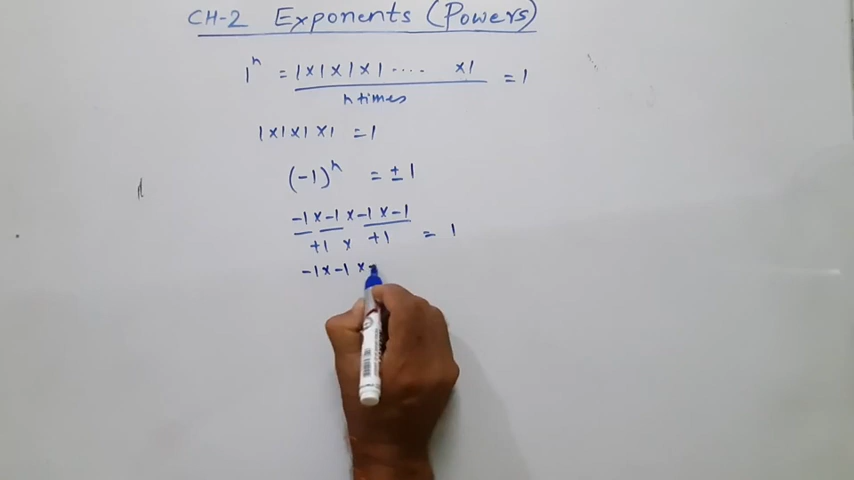 CH-2 Exponents (Powers)
1ⁿ = 1×1×1×1.... ×1 = 1
n times
1×1×1×1 = 1
(-1)ⁿ = ±1
-1×-1×-1×-1
+1 × +1 = 1
-1×-1×-